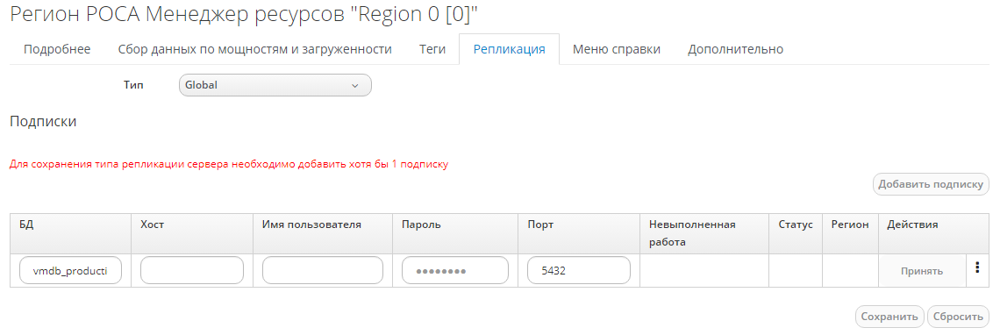 Регион РОСА Менеджер ресурсов "Region 0 [0]"
Подробнее Сбор данных по мощностям и загруженности Теги Репликация Меню справки Дополнительно
Тип Global
Подписки
Для сохранения типа репликации сервера необходимо добавить хотя бы 1 подписку
Добавить подписку
БД Хост Имя пользователя Пароль Порт Невыполненная работа Статус Регион Действия
vmdb_producti ●●●●●●●● 5432 Принять
Сохранить Сбросить